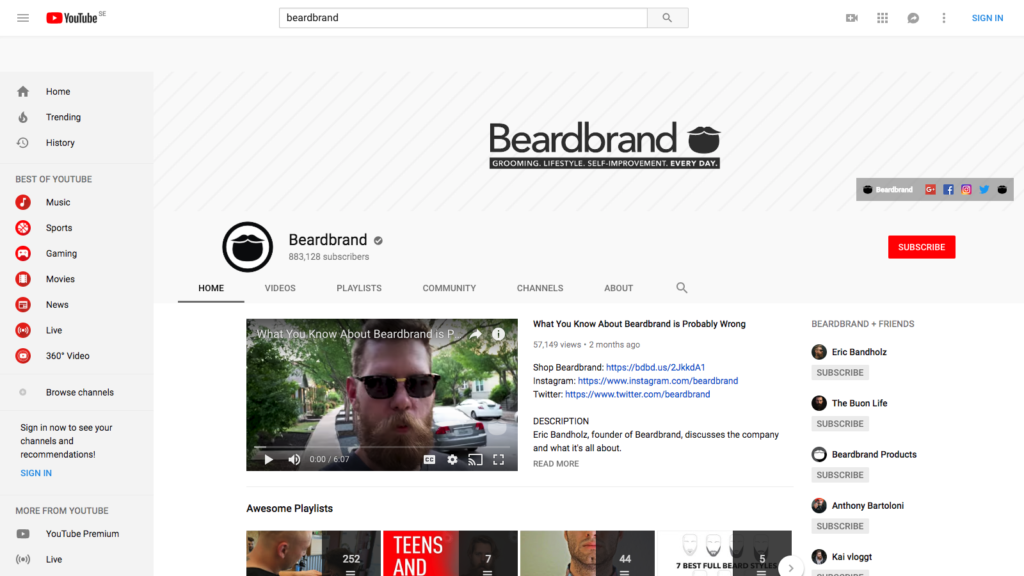 YouTube SE
beardbrand
SIGN IN
Home
Trending
History
BEST OF YOUTUBE
Music
Sports
Gaming
Movies
News
Live
360° Video
Browse channels
Sign in now to see your
channels and
recommendations!
SIGN IN
MORE FROM YOUTUBE
YouTube Premium
Live
Beardbrand
GROOMING. LIFESTYLE. SELF-IMPROVEMENT. EVERY DAY.
Beardbrand
G+
Beardbrand
883,128 subscribers
SUBSCRIBE
HOME VIDEOS PLAYLISTS COMMUNITY CHANNELS ABOUT
What You Know About Beardbrand is P...
0:00 / 6:07
CC
What You Know About Beardbrand is Probably Wrong
57,149 views • 2 months ago
Shop Beardbrand: https://bdbd.us/2JkkdA1
Instagram: https://www.instagram.com/beardbrand
Twitter: https://www.twitter.com/beardbrand
DESCRIPTION
Eric Bandholz, founder of Beardbrand, discusses the company
and what it's all about.
READ MORE
Awesome Playlists
252
TEENS
AND
7
44
7 BEST FULL BEARD STYLES
5
BEARDBRAND + FRIENDS
Eric Bandholz
SUBSCRIBE
The Buon Life
SUBSCRIBE
Beardbrand Products
SUBSCRIBE
Anthony Bartoloni
SUBSCRIBE
Kai vloggt
SUBSCRIBE